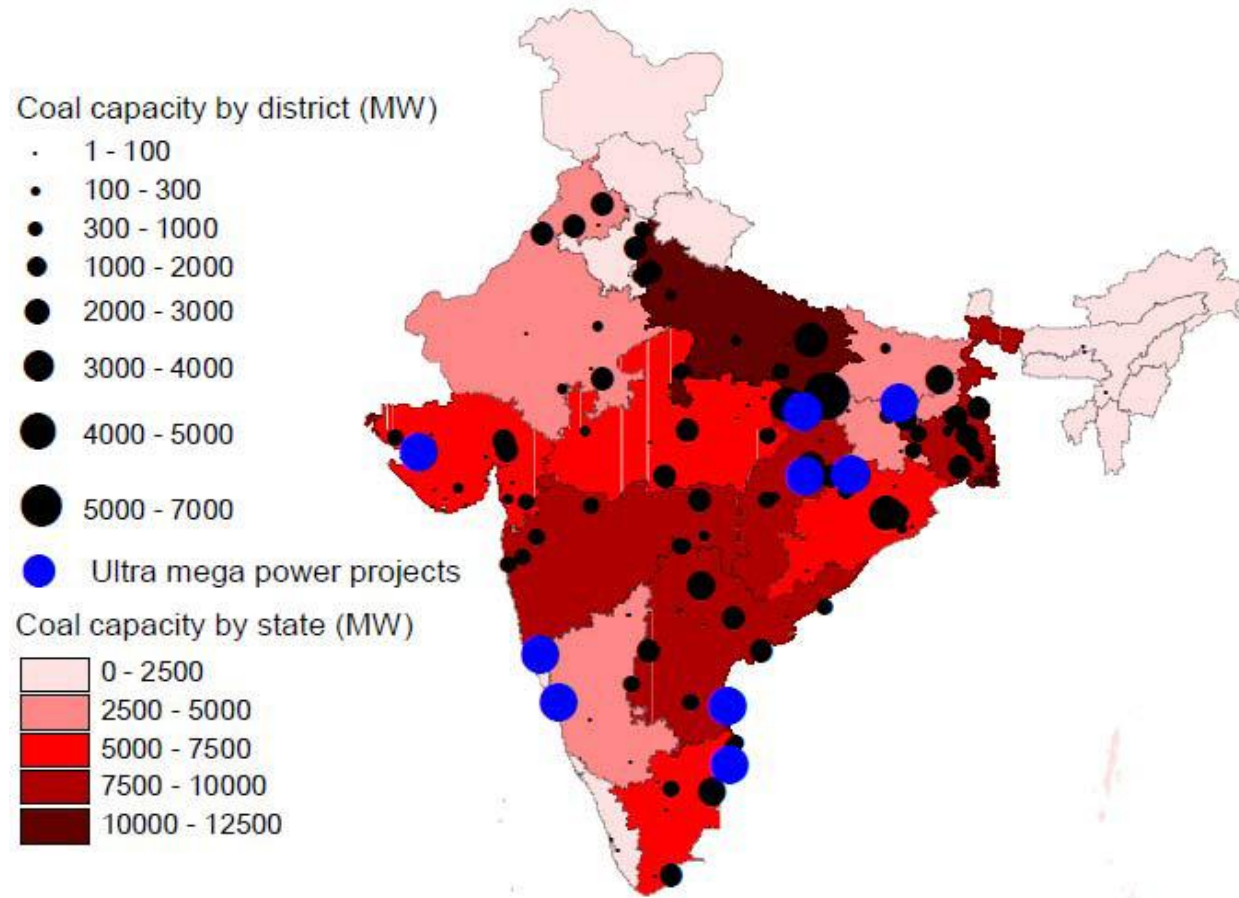 Coal capacity by district (MW)
1 - 100
100 - 300
300 - 1000
1000 - 2000
2000 - 3000
3000 - 4000
4000 - 5000
5000 - 7000
Ultra mega power projects
Coal capacity by state (MW)
0 - 2500
2500 - 5000
5000 - 7500
7500 - 10000
10000 - 12500